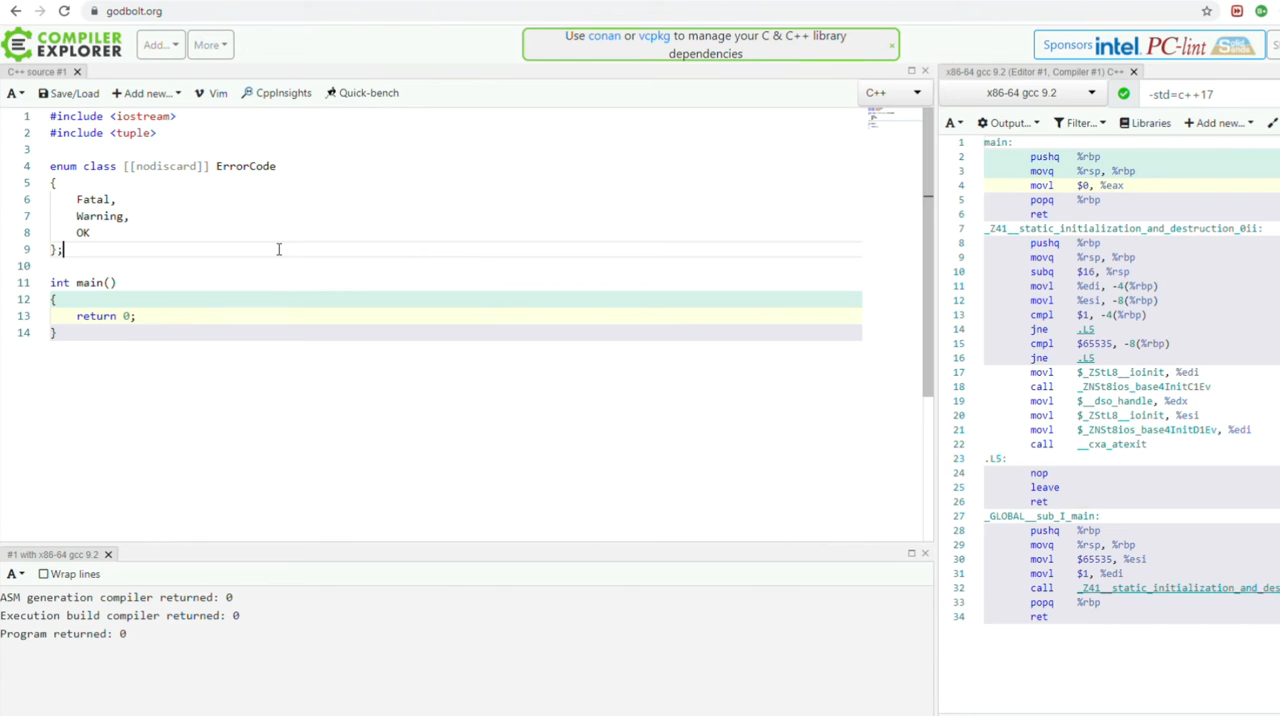 godbolt.org
COMPILER EXPLORER
Add... More
Use conan or vcpkg to manage your C & C++ library dependencies
×
Sponsors intel PC-lint Solid Sands
C++ source #1 ×
A Save/Load + Add new... Vim CppInsights Quick-bench
C++
1 #include <iostream>
2 #include <tuple>
3
4 enum class [[nodiscard]] ErrorCode
5 {
6 Fatal,
7 Warning,
8 OK
9 };
10
11 int main()
12 {
13 return 0;
14 }
#1 with x86-64 gcc 9.2 ×
A Wrap lines
ASM generation compiler returned: 0
Execution build compiler returned: 0
Program returned: 0
x86-64 gcc 9.2 (Editor #1, Compiler #1) C++ ×
x86-64 gcc 9.2
-std=c++17
A Output... Filter... Libraries + Add new...
1 main:
2 pushq %rbp
3 movq %rsp, %rbp
4 movl $0, %eax
5 popq %rbp
6 ret
7 _Z41__static_initialization_and_destruction_0ii:
8 pushq %rbp
9 movq %rsp, %rbp
10 subq $16, %rsp
11 movl %edi, -4(%rbp)
12 movl %esi, -8(%rbp)
13 cmpl $1, -4(%rbp)
14 jne .L5
15 cmpl $65535, -8(%rbp)
16 jne .L5
17 movl $_ZStL8__ioinit, %edi
18 call _ZNSt8ios_base4InitC1Ev
19 movl $__dso_handle, %edx
20 movl $_ZStL8__ioinit, %esi
21 movl $_ZNSt8ios_base4InitD1Ev, %edi
22 call __cxa_atexit
23 .L5:
24 nop
25 leave
26 ret
27 _GLOBAL__sub_I_main:
28 pushq %rbp
29 movq %rsp, %rbp
30 movl $65535, %esi
31 movl $1, %edi
32 call _Z41__static_initialization_and_des
33 popq %rbp
34 ret